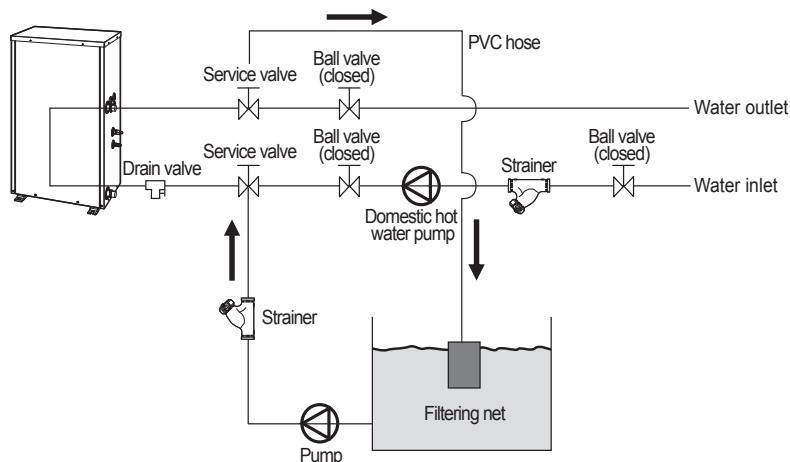 PVC hose
Service valve
Ball valve
(closed)
Water outlet
Drain valve
Service valve
Ball valve
(closed)
Strainer
Ball valve
(closed)
Water inlet
Domestic hot
water pump
Strainer
Filtering net
Pump